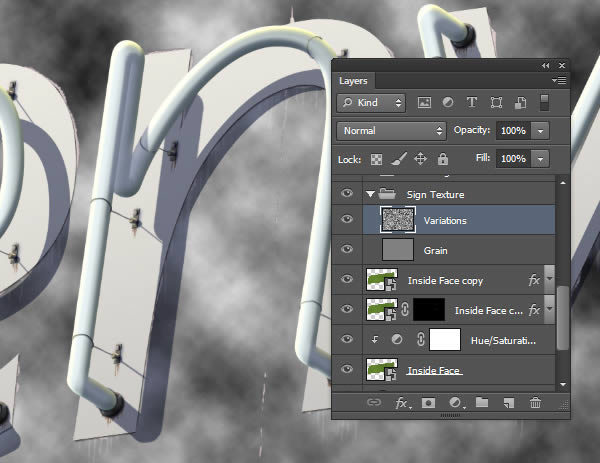 Layers
Kind
Normal Opacity: 100%
Lock: Fill: 100%
Sign Texture
Variations
Grain
Inside Face copy fx
Inside Face c... fx
Hue/Saturati...
Inside Face
fx